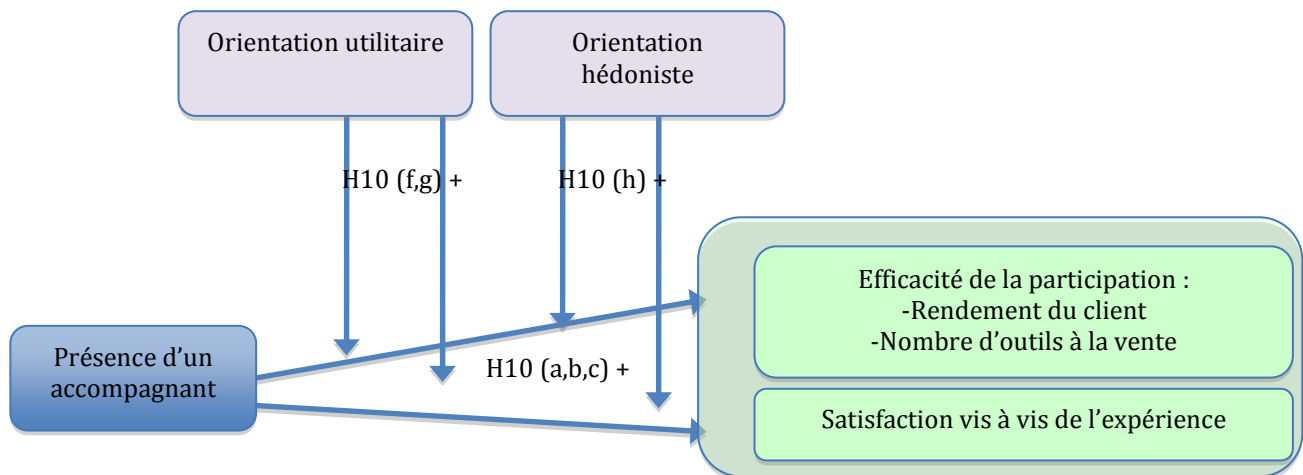 Orientation utilitaire
Orientation
hédoniste
H10 (f,g) +
H10 (h) +
Efficacité de la participation :
-Rendement du client
-Nombre d’outils à la vente
Présence d’un
accompagnant
H10 (a,b,c) +
Satisfaction vis à vis de l’expérience